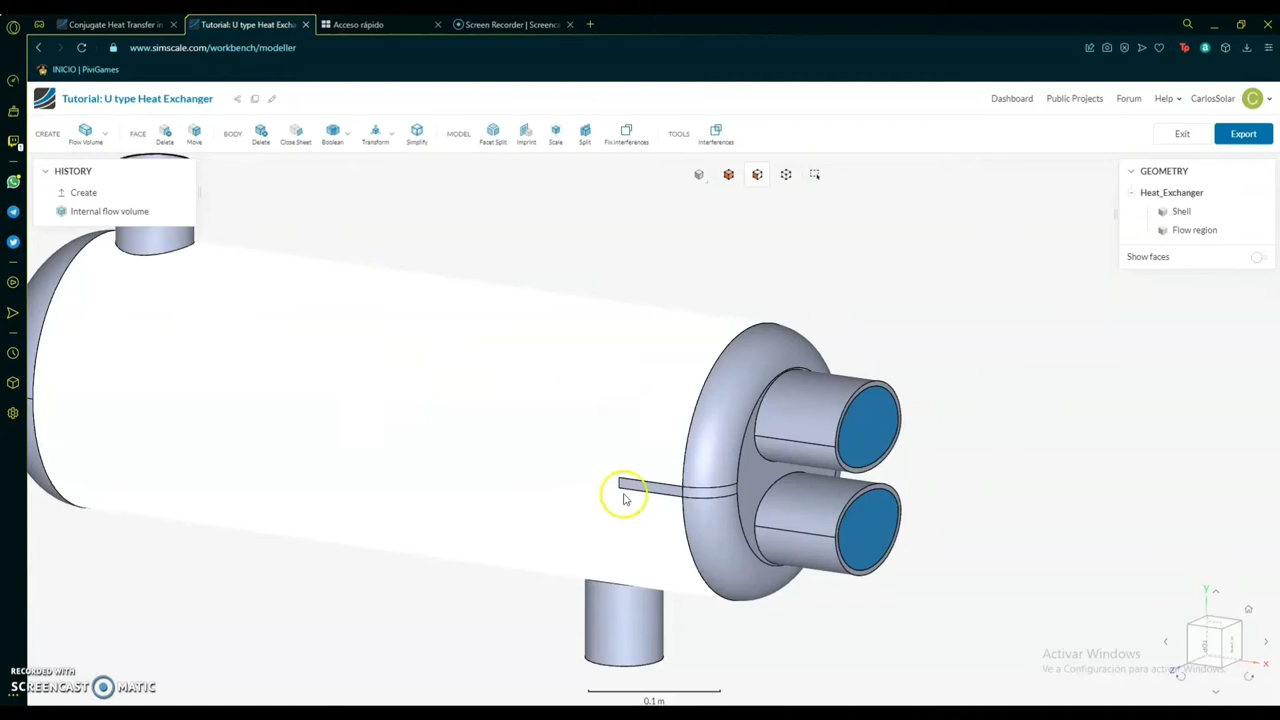 Conjugate Heat Transfer in
Tutorial: U type Heat Excha
Acceso rápido
Screen Recorder | Screenca
www.simscale.com/workbench/modeller
INICIO | PiviGames
Tutorial: U type Heat Exchanger
Dashboard
Public Projects
Forum
Help
CarlosSolar
C
CREATE
Flow Volume
FACE
Delete
Move
BODY
Delete
Close Sheet
Boolean
Transform
Simplify
MODEL
Facet Split
Imprint
Scale
Split
Fix Interferences
TOOLS
Interferences
Exit
Export
HISTORY
Create
Internal flow volume
GEOMETRY
Heat_Exchanger
Shell
Flow region
Show faces
Activar Windows
Ve a Configuración para activar Windows.
RECORDED WITH
SCREENCAST MATIC
0.1 m
Y
X
Z